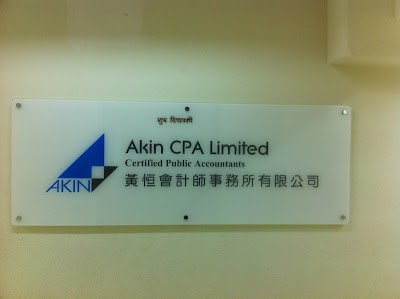 शुभ दिपावली
AKIN
Akin CPA Limited
Certified Public Accountants
黃恒會計師事務所有限公司